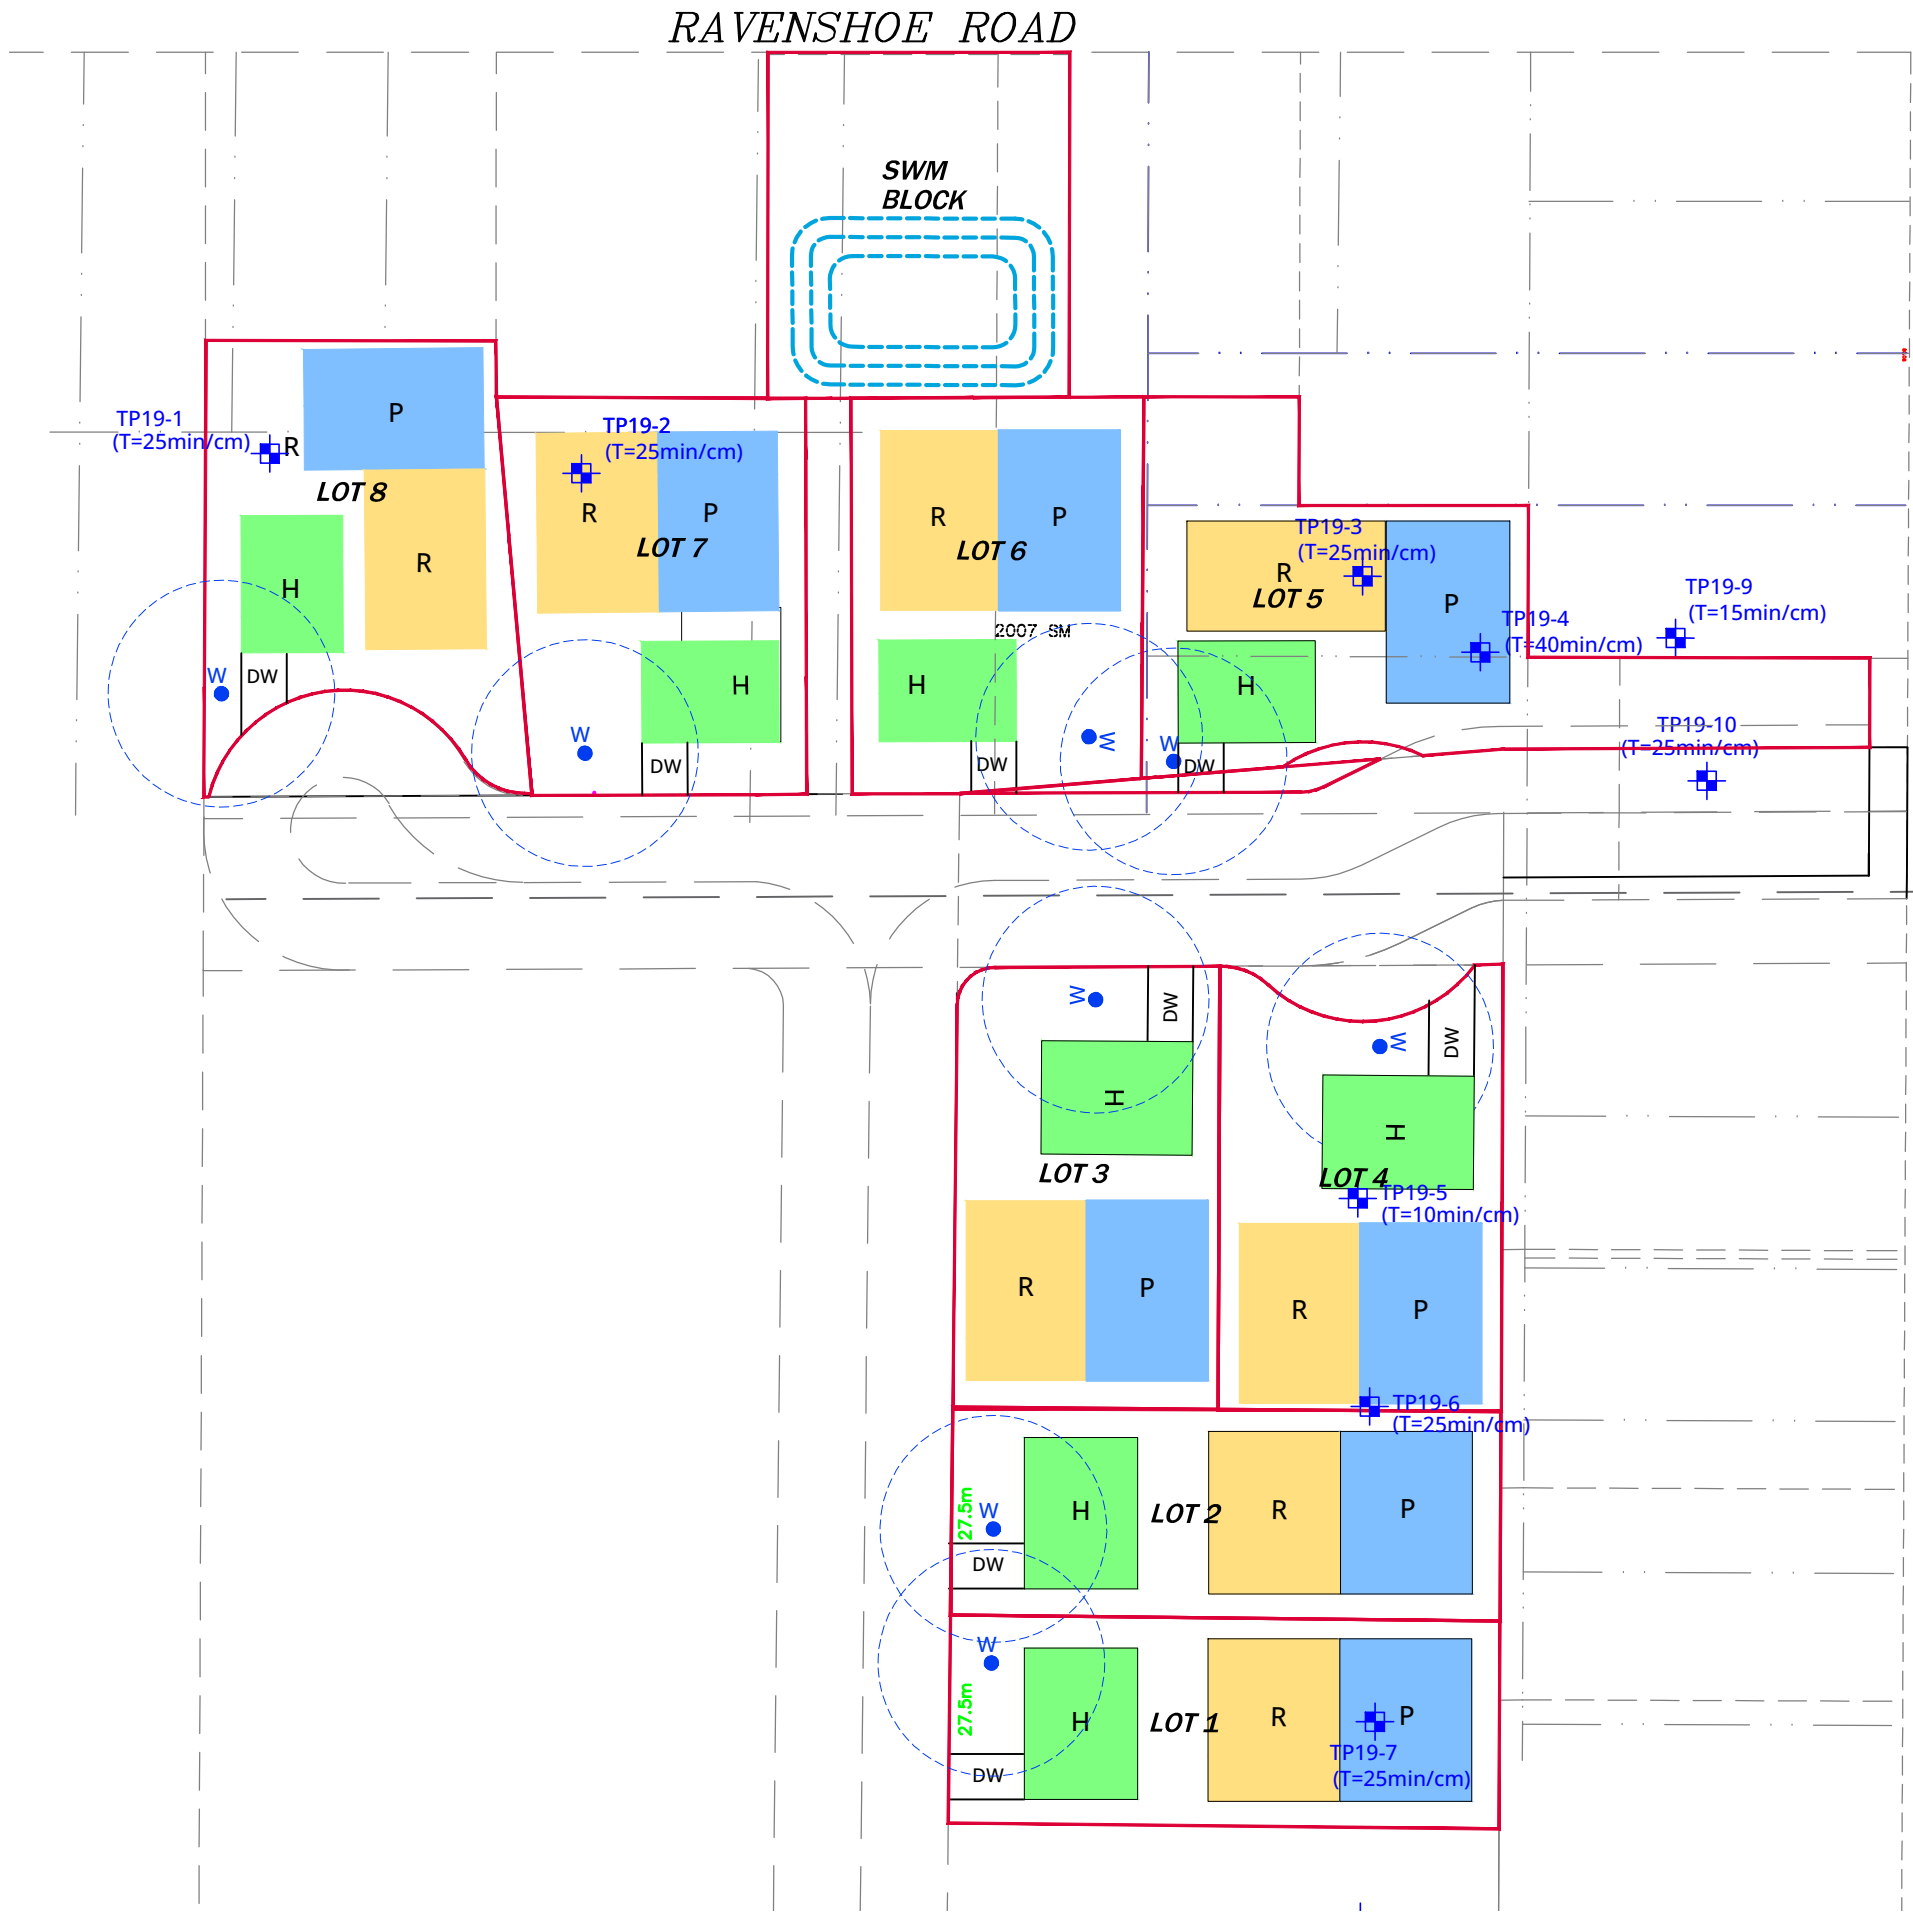 RAVENSHOE ROAD
SWM
BLOCK
TP19-1
(T=25min/cm)
R
P
LOT 8
R
H
W
DW
TP19-2
(T=25min/cm)
R
P
LOT 7
H
W
DW
R
P
LOT 6
2007 SM
H
W
DW
TP19-3
(T=25min/cm)
R
LOT 5
P
TP19-4
(T=40min/cm)
H
W
DW
TP19-9
(T=15min/cm)
TP19-10
(T=25min/cm)
W
DW
H
LOT 3
R
P
W
DW
H
LOT 4
TP19-5
(T=10min/cm)
R
P
TP19-6
(T=25min/cm)
27.5m
W
DW
H
LOT 2
R
P
W
27.5m
DW
H
LOT 1
R
P
TP19-7
(T=25min/cm)